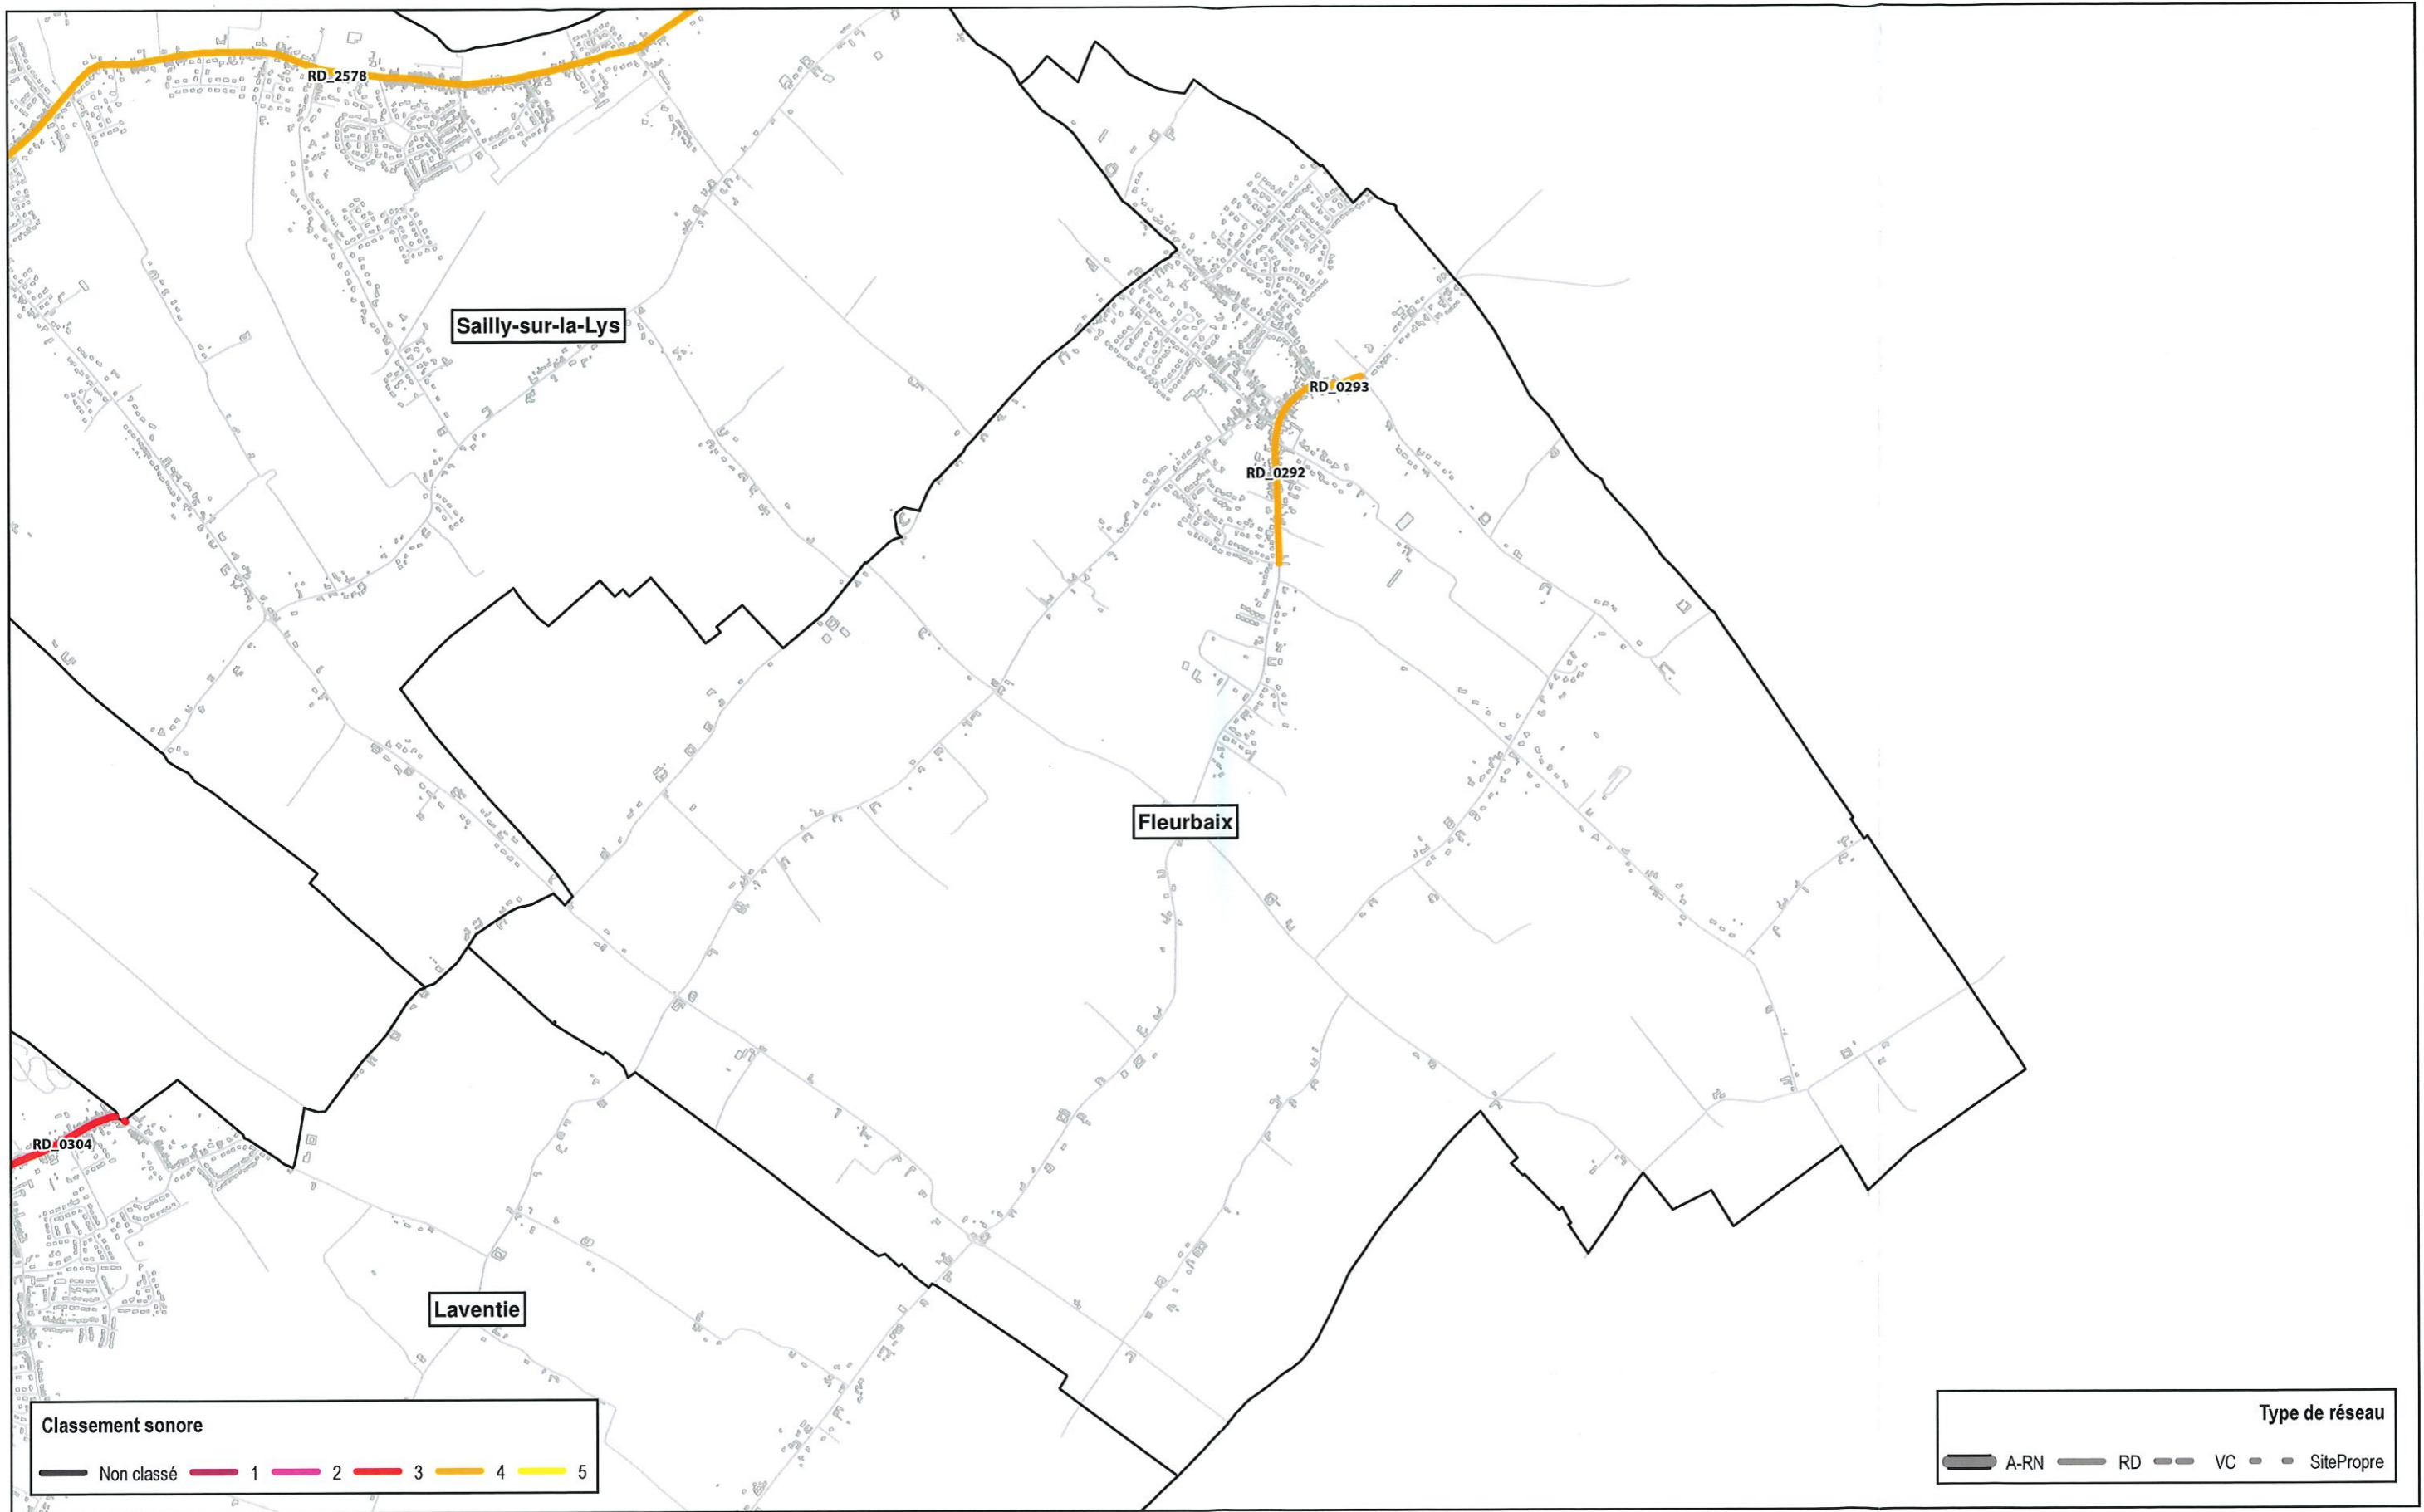 RD_2578
Sailly-sur-la-Lys
RD_0293
RD_0292
Fleurbaix
RD_0304
Laventie
Classement sonore
Non classé 1 2 3 4 5
Type de réseau
A-RN RD VC SitePropre